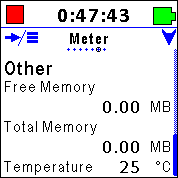 0:47:43
Meter
Other
Free Memory
0.00 MB
Total Memory
0.00 MB
Temperature 25 °C